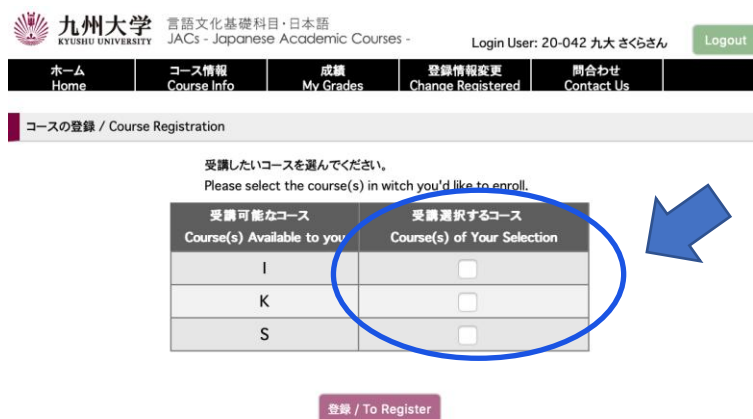 九州大学 言語文化基礎科目・日本語
KYUSHU UNIVERSITY JACs - Japanese Academic Courses -
Login User: 20-042 九大 さくらさん
Logout
ホーム コース情報 成績 登録情報変更 問合わせ
Home Course Info My Grades Change Registered Contact Us
コースの登録 / Course Registration
受講したいコースを選んでください。
Please select the course(s) in witch you'd like to enroll.
受講可能なコース 受講選択するコース
Course(s) Available to you Course(s) of Your Selection
I
K
S
登録 / To Register